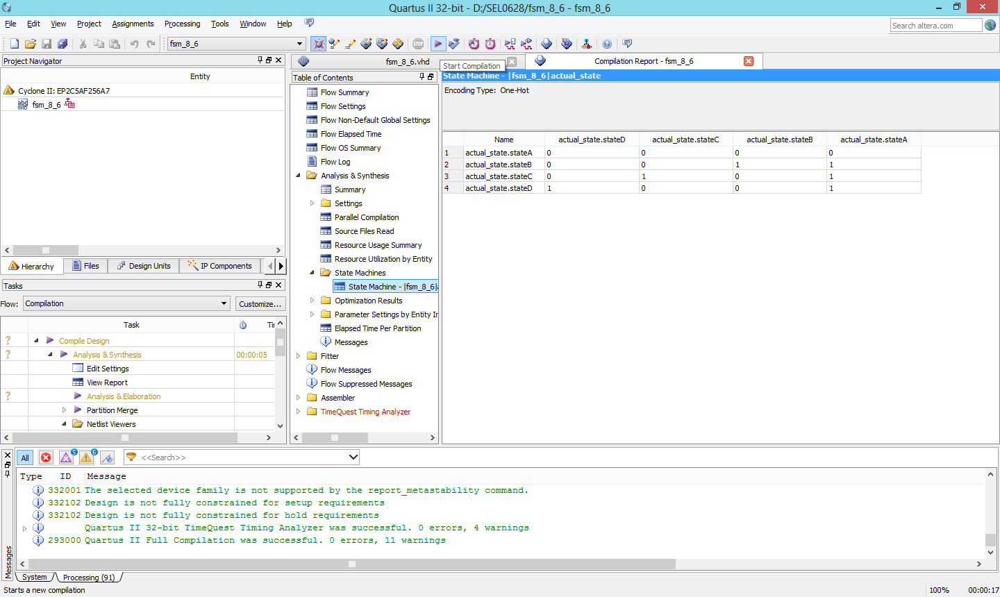 Quartus II 32-bit - D:/SEL0628/fsm_8_6 - fsm_8_6
File Edit View Project Assignments Processing Tools Window Help
Search altera.com
fsm_8_6
STOP
Project Navigator
Entity
Cyclone II: EP2C5AF256A7
abc
VHD
fsm_8_6
Hierarchy Files Design Units IP Components
Tasks
Flow: Compilation Customize...
Task
Compile Design
Analysis & Synthesis 00:00:05
Edit Settings
View Report
Analysis & Elaboration
Partition Merge
Netlist Viewers
fsm_8_6.vhd
Start Compilation
Compilation Report - fsm_8_6
Table of Contents
Flow Summary
Flow Settings
Flow Non-Default Global Settings
Flow Elapsed Time
Flow OS Summary
Flow Log
Analysis & Synthesis
Summary
Settings
Parallel Compilation
Source Files Read
Resource Usage Summary
Resource Utilization by Entity
State Machines
State Machine - |fsm_8_6|
Optimization Results
Parameter Settings by Entity
Elapsed Time Per Partition
Messages
Fitter
Flow Messages
Flow Suppressed Messages
Assembler
TimeQuest Timing Analyzer
State Machine - |fsm_8_6|actual_state
Encoding Type: One-Hot
Name actual_state.stateD actual_state.stateC actual_state.stateB actual_state.stateA
1 actual_state.stateA 0 0 0 0
2 actual_state.stateB 0 0 1 1
3 actual_state.stateC 0 1 0 1
4 actual_state.stateD 1 0 0 1
All 5 6 <<Search>>
Type ID Message
332001 The selected device family is not supported by the report_metastability command.
332102 Design is not fully constrained for setup requirements
332102 Design is not fully constrained for hold requirements
Quartus II 32-bit TimeQuest Timing Analyzer was successful. 0 errors, 4 warnings
293000 Quartus II Full Compilation was successful. 0 errors, 11 warnings
Messages
System Processing (91)
Starts a new compilation
100% 00:00:17